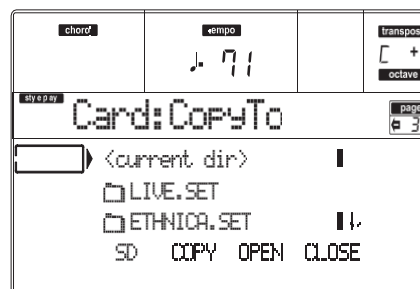 chord tempo transpos
♩. 71 C +
octave
style play Card:CopyTo page
3
<current dir>
LIVE.SET
ETHNICA.SET
SD COPY OPEN CLOSE